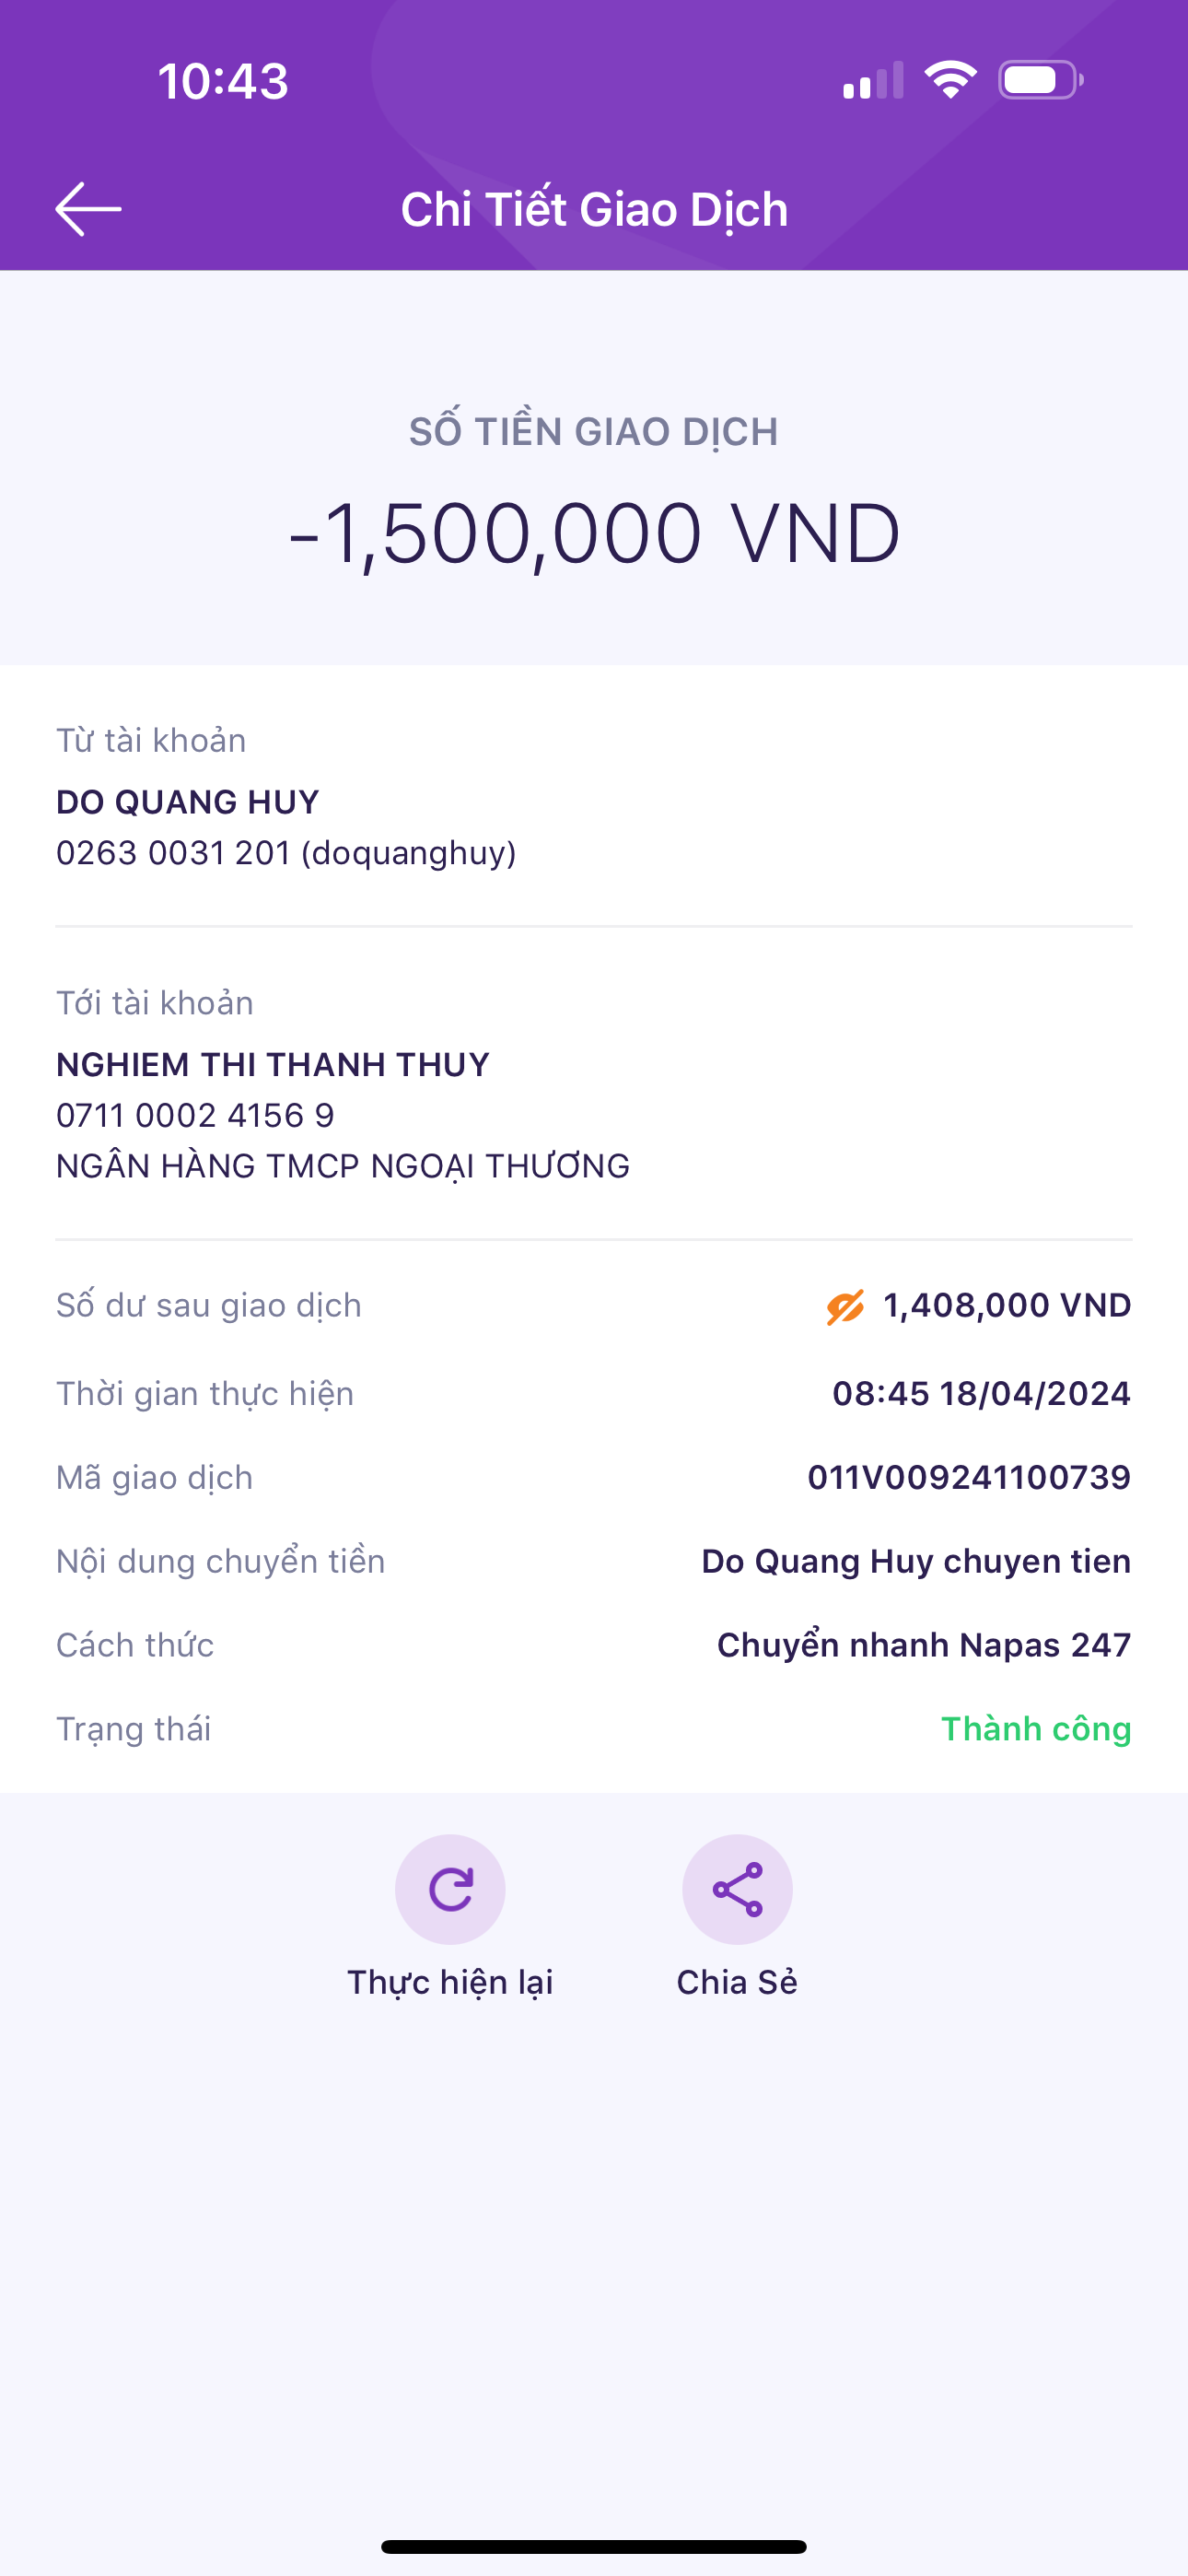 10:43
Chi Tiết Giao Dịch
SỐ TIỀN GIAO DỊCH
-1,500,000 VND
Từ tài khoản
DO QUANG HUY
0263 0031 201 (doquanghuy)
Tới tài khoản
NGHIEM THI THANH THUY
0711 0002 4156 9
NGÂN HÀNG TMCP NGOẠI THƯƠNG
Số dư sau giao dịch 1,408,000 VND
Thời gian thực hiện 08:45 18/04/2024
Mã giao dịch 011V009241100739
Nội dung chuyển tiền Do Quang Huy chuyen tien
Cách thức Chuyển nhanh Napas 247
Trạng thái Thành công
Thực hiện lại Chia Sẻ